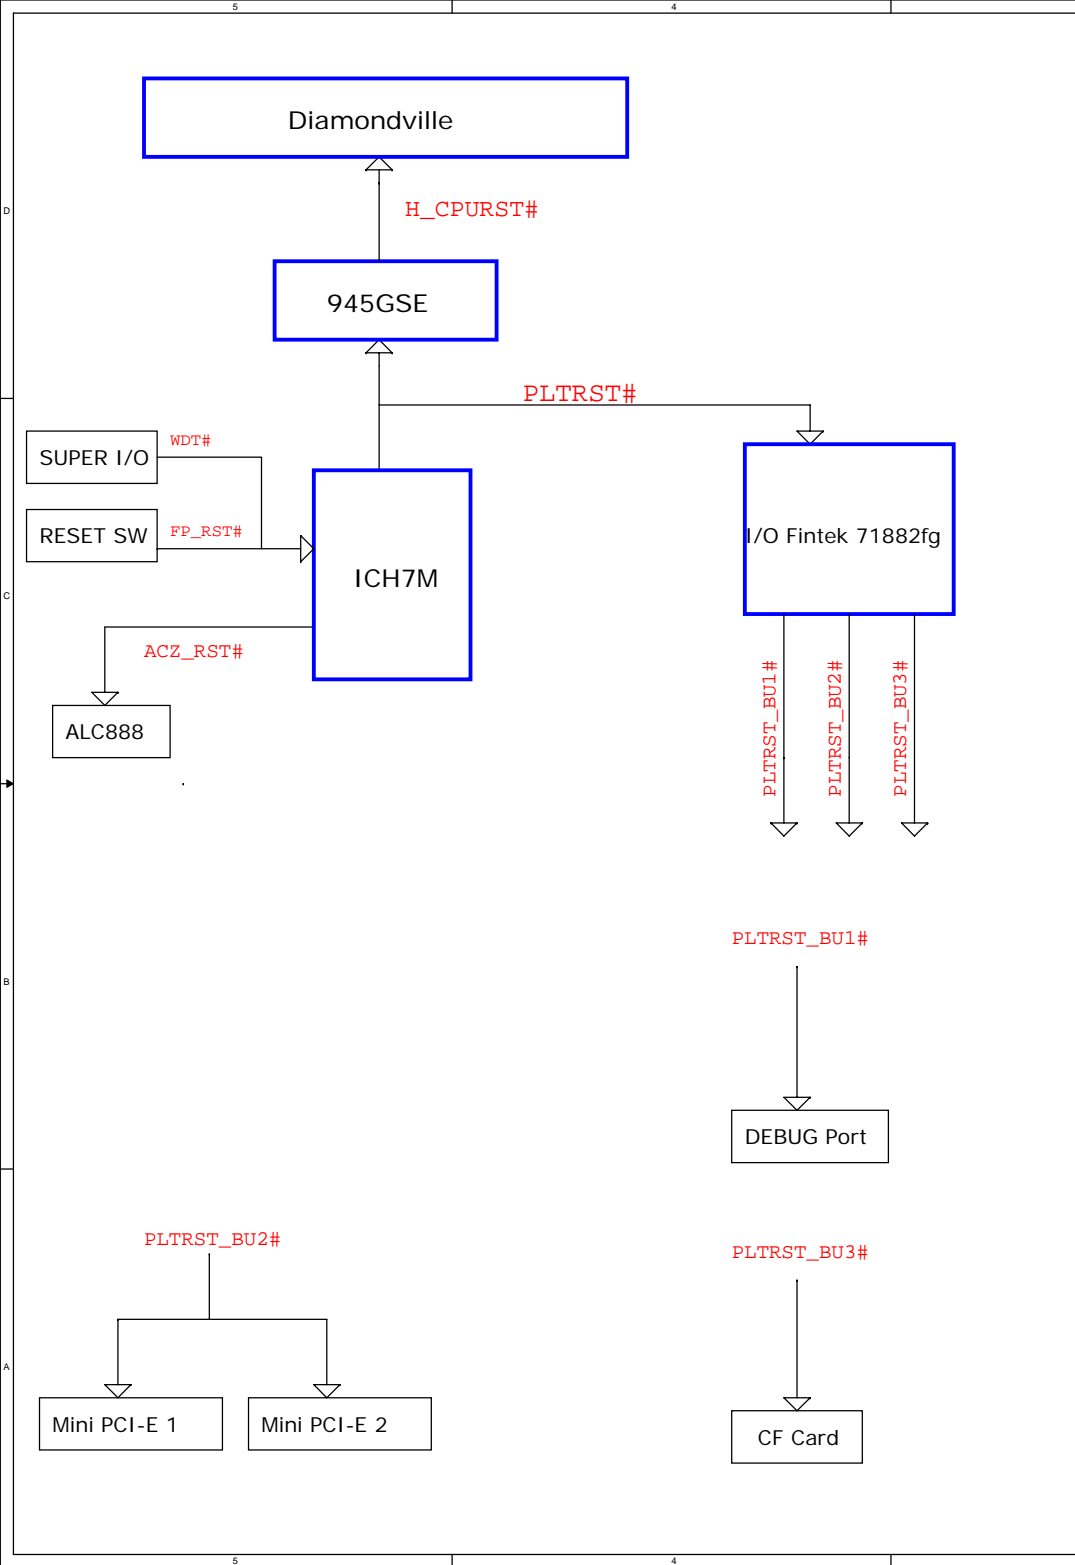 5
4
Diamondville
D
H_CPURST#
945GSE
PLTRST#
WDT#
SUPER I/O
FP_RST#
RESET SW
I/O Fintek 71882fg
ICH7M
C
ACZ_RST#
PLTRST_BU1#
PLTRST_BU2#
PLTRST_BU3#
ALC888
PLTRST_BU1#
B
DEBUG Port
PLTRST_BU2#
PLTRST_BU3#
A
Mini PCI-E 1
Mini PCI-E 2
CF Card
5
4